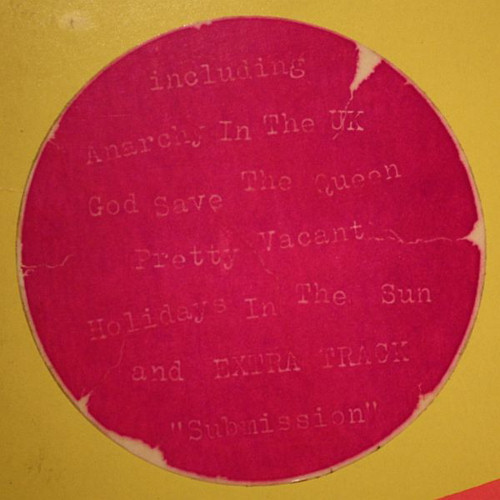 including
Anarchy In The UK
God Save The Queen
Pretty Vacant
Holidays In The Sun
and EXTRA TRACK
"Submission"